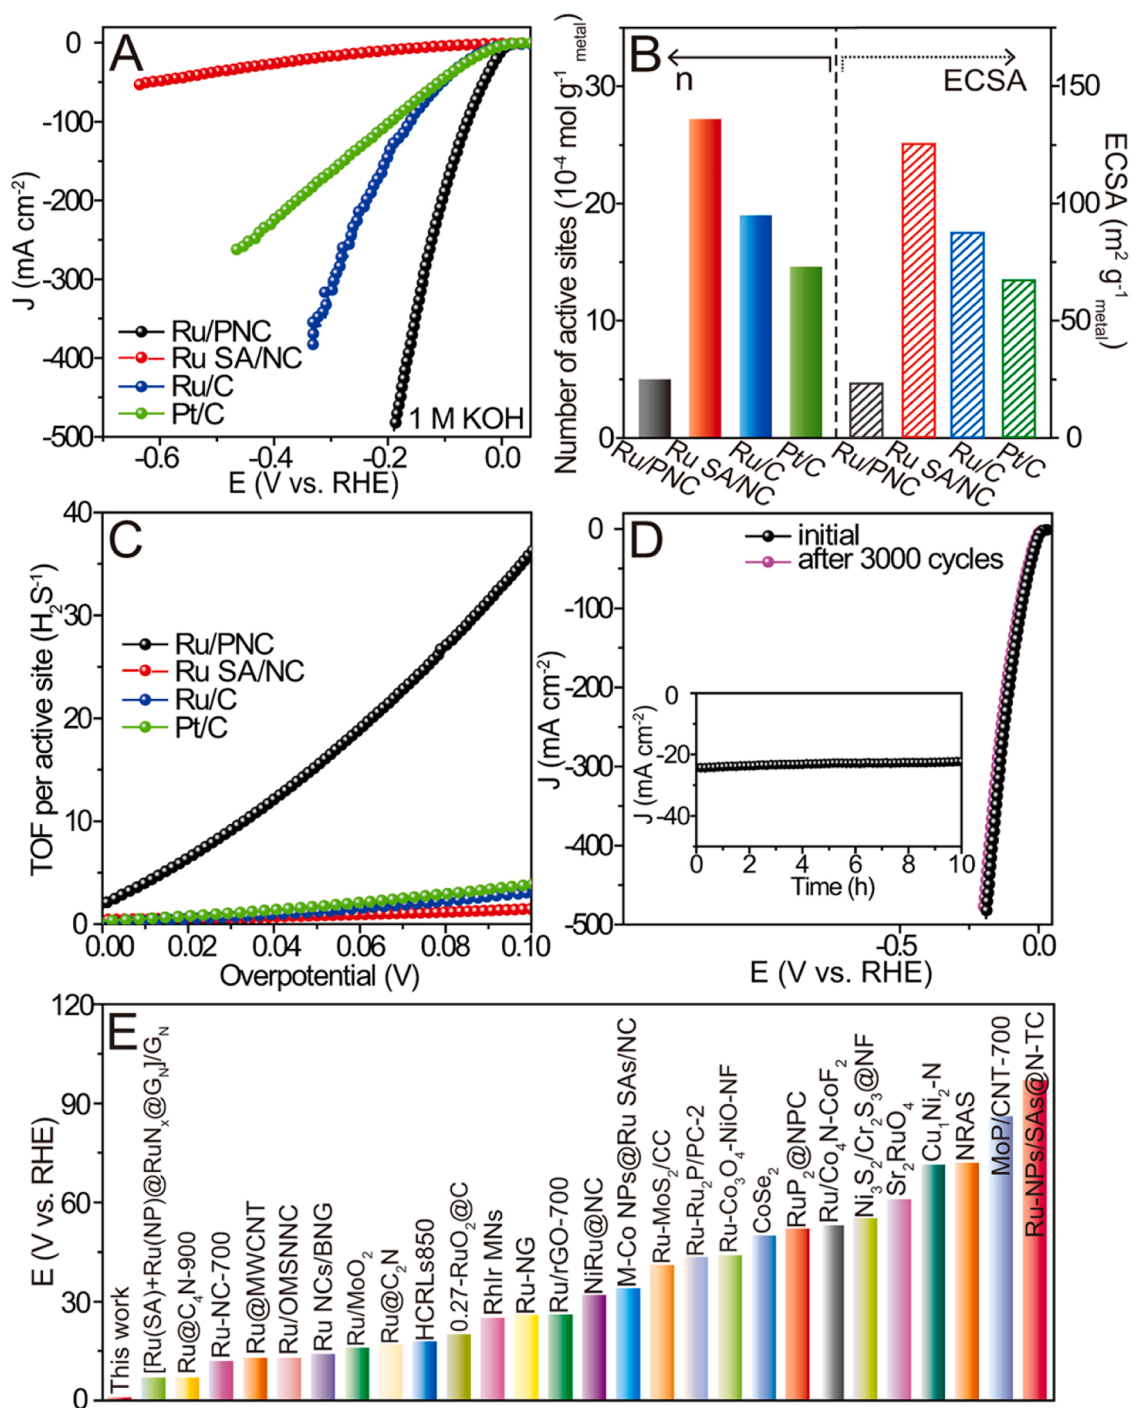 A
0
-100
-200
-300
-400
-500
J (mA cm-2)
Ru/PNC
Ru SA/NC
Ru/C
Pt/C
1 M KOH
-0.6
-0.4
-0.2
0.0
E (V vs. RHE)
B
n
ECSA
30
20
10
0
Number of active sites (10-4 mol g-1 metal)
150
100
50
0
ECSA (m2 g-1 metal)
Ru/PNC
Ru SA/NC
Ru/C
Pt/C
Ru/PNC
Ru SA/NC
Ru/C
Pt/C
C
40
30
20
10
0
TOF per active site (H2S-1)
Ru/PNC
Ru SA/NC
Ru/C
Pt/C
0.00
0.02
0.04
0.06
0.08
0.10
Overpotential (V)
D
initial
after 3000 cycles
0
-100
-200
-300
-400
-500
J (mA cm-2)
0
-20
-40
J (mA cm-2)
0
2
4
6
8
10
Time (h)
-0.5
0.0
E (V vs. RHE)
E
120
90
60
30
0
E (V vs. RHE)
This work
[Ru(SA)+Ru(NP)@RuNx@GN]/GN
Ru@C4N-900
Ru-NC-700
Ru@MWCNT
Ru/OMSNNC
Ru NCs/BNG
Ru/MoO2
Ru@C2N
HCRLs850
0.27-RuO2@C
RhIr MNs
Ru-NG
Ru/rGO-700
NiRu@NC
M-Co NPs@Ru SAs/NC
Ru-MoS2/CC
Ru-Ru2P/PC-2
Ru-Co3O4-NiO-NF
CoSe2
RuP2@NPC
Ru/Co4N-CoF2
Ni3S2/Cr2S3@NF
Sr2RuO4
Cu1Ni2-N
NRAS
MoP/CNT-700
Ru-NPs/SAs@N-TC